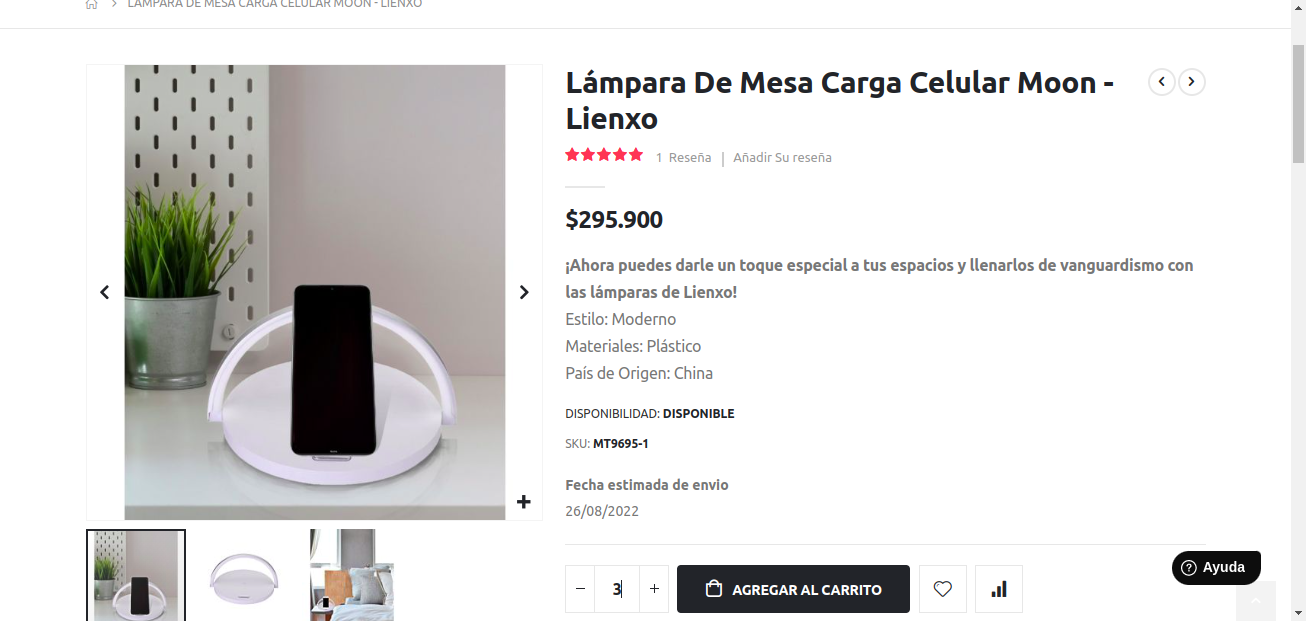 LÁMPARA DE MESA CARGA CELULAR MOON - LIENXO
Lámpara De Mesa Carga Celular Moon -
Lienxo
1 Reseña | Añadir Su reseña
$295.900
¡Ahora puedes darle un toque especial a tus espacios y llenarlos de vanguardismo con
las lámparas de Lienxo!
Estilo: Moderno
Materiales: Plástico
País de Origen: China
DISPONIBILIDAD: DISPONIBLE
SKU: MT9695-1
Fecha estimada de envio
26/08/2022
− 3 + AGREGAR AL CARRITO
? Ayuda